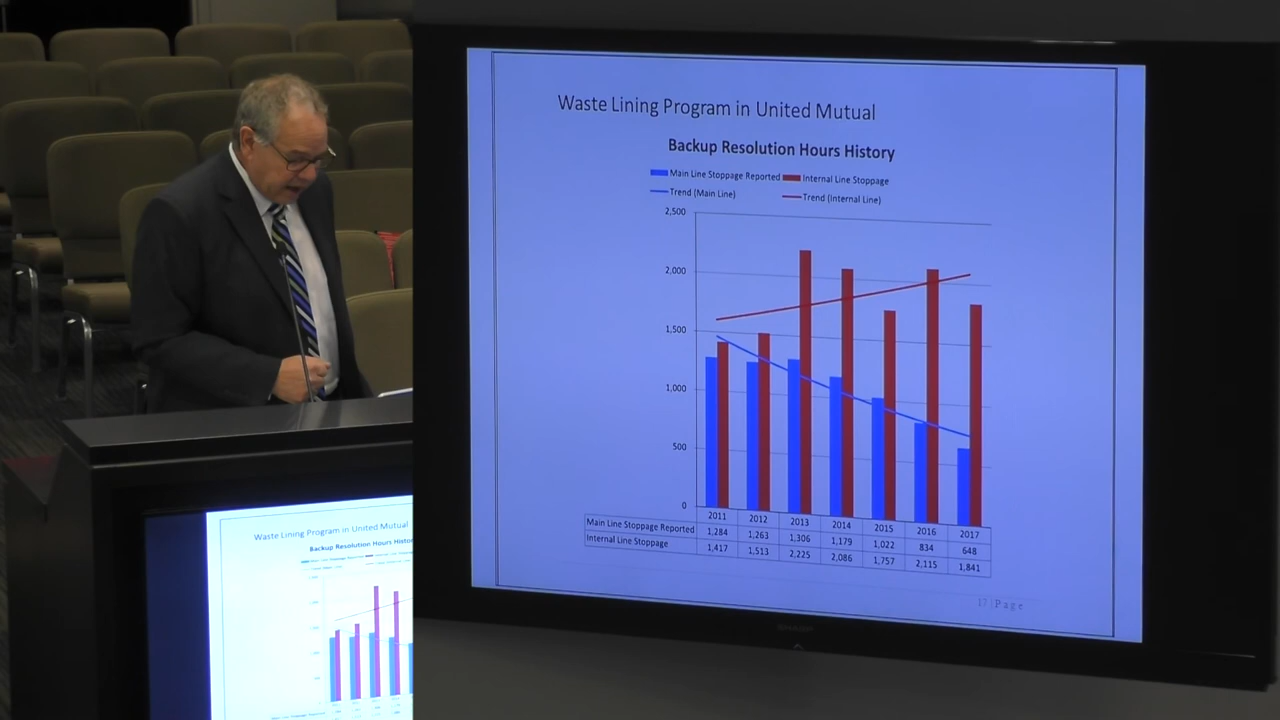 Waste Lining Program in United Mutual
Backup Resolution Hours History
Main Line Stoppage Reported Internal Line Stoppage
Trend (Main Line) Trend (Internal Line)
2,500
2,000
1,500
1,000
500
0
2011 2012 2013 2014 2015 2016 2017
Main Line Stoppage Reported 1,284 1,263 1,306 1,179 1,022 834 648
Internal Line Stoppage 1,417 1,513 2,225 2,086 1,757 2,115 1,841
17 | Page
SHARP
Waste Lining Program in United Mutual
Backup Resolution Hours Histor